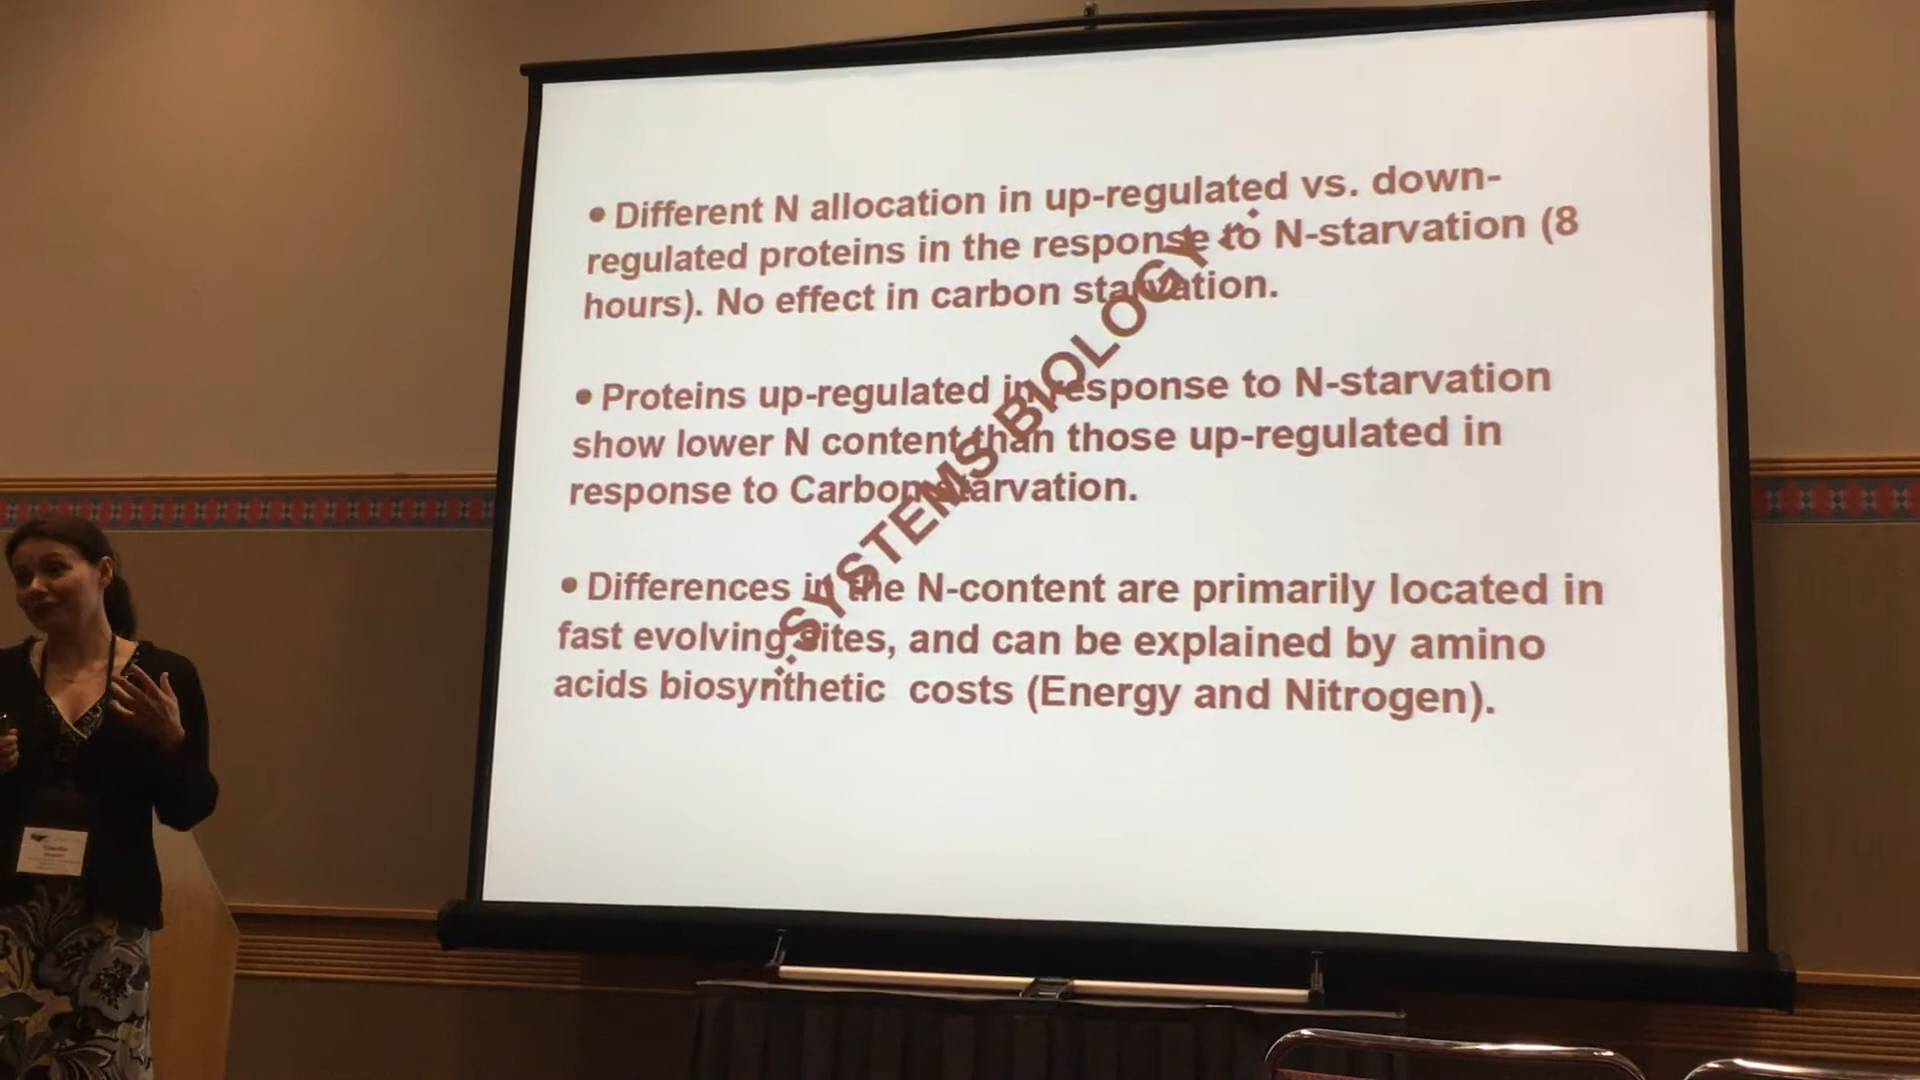 • Different N allocation in up-regulated vs. down-
regulated proteins in the response to N-starvation (8
hours). No effect in carbon starvation.
• Proteins up-regulated in response to N-starvation
show lower N content than those up-regulated in
response to Carbon starvation.
• Differences in the N-content are primarily located in
fast evolving sites, and can be explained by amino
acids biosynthetic costs (Energy and Nitrogen).
SYSTEMS BIOLOGY